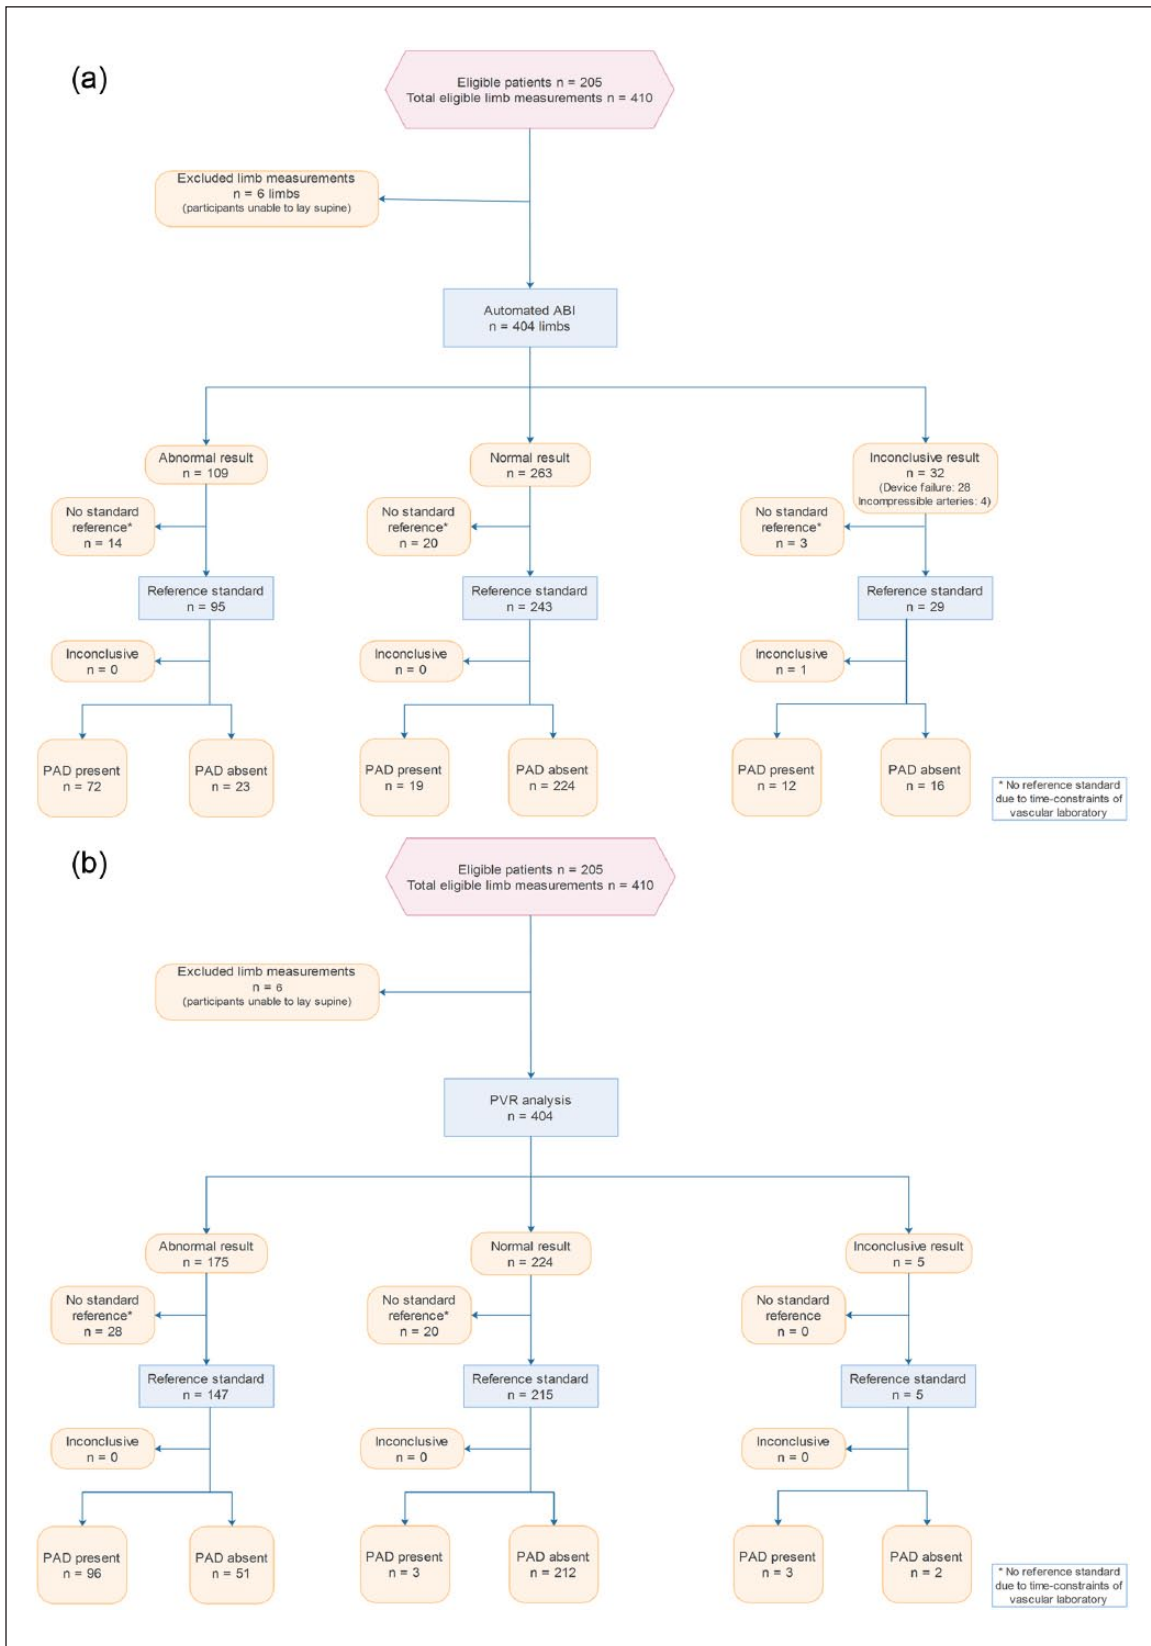 (a)
Eligible patients n = 205
Total eligible limb measurements n = 410
Excluded limb measurements
n = 6 limbs
(participants unable to lay supine)
Automated ABI
n = 404 limbs
Abnormal result
n = 109
Normal result
n = 263
Inconclusive result
n = 32
(Device failure: 28
Incompressible arteries: 4)
No standard
reference*
n = 14
No standard
reference*
n = 20
No standard
reference*
n = 3
Reference standard
n = 95
Reference standard
n = 243
Reference standard
n = 29
Inconclusive
n = 0
Inconclusive
n = 0
Inconclusive
n = 1
PAD present
n = 72
PAD absent
n = 23
PAD present
n = 19
PAD absent
n = 224
PAD present
n = 12
PAD absent
n = 16
* No reference standard
due to time-constraints of
vascular laboratory
(b)
Eligible patients n = 205
Total eligible limb measurements n = 410
Excluded limb measurements
n = 6
(participants unable to lay supine)
PVR analysis
n = 404
Abnormal result
n = 175
Normal result
n = 224
Inconclusive result
n = 5
No standard
reference*
n = 28
No standard
reference*
n = 20
No standard
reference
n = 0
Reference standard
n = 147
Reference standard
n = 215
Reference standard
n = 5
Inconclusive
n = 0
Inconclusive
n = 0
Inconclusive
n = 0
PAD present
n = 96
PAD absent
n = 51
PAD present
n = 3
PAD absent
n = 212
PAD present
n = 3
PAD absent
n = 2
* No reference standard
due to time-constraints of
vascular laboratory